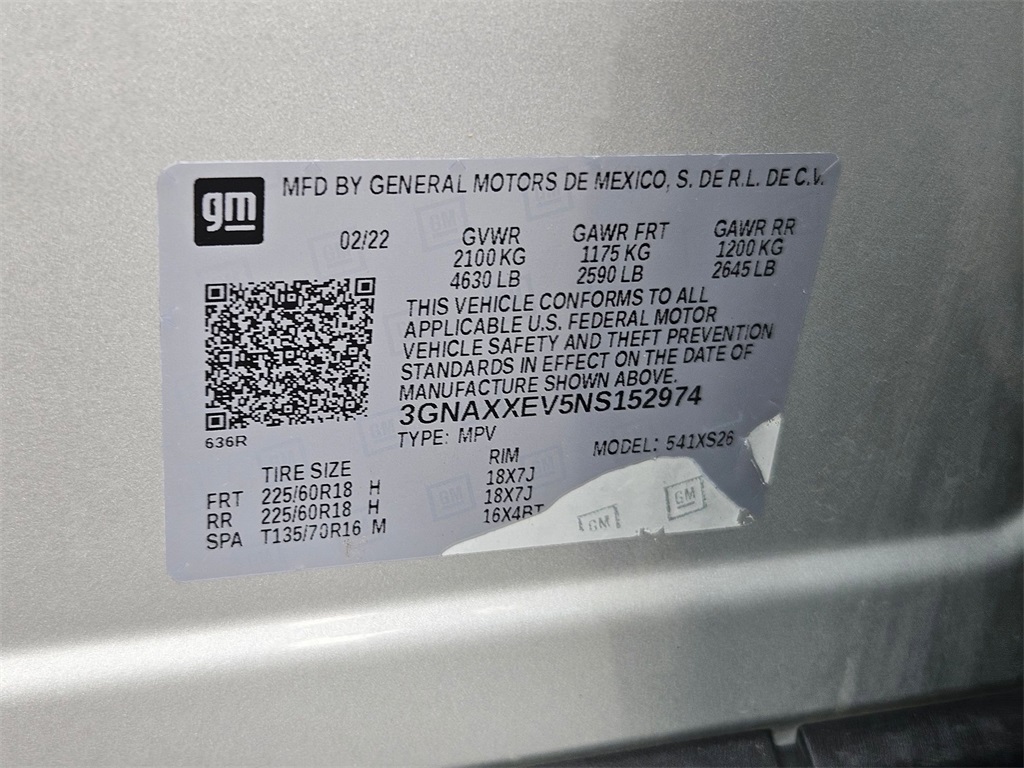 gm
MFD BY GENERAL MOTORS DE MEXICO, S. DE R.L. DE C.V.
02/22
GVWR
2100 KG
4630 LB
GAWR FRT
1175 KG
2590 LB
GAWR RR
1200 KG
2645 LB
THIS VEHICLE CONFORMS TO ALL
APPLICABLE U.S. FEDERAL MOTOR
VEHICLE SAFETY AND THEFT PREVENTION
STANDARDS IN EFFECT ON THE DATE OF
MANUFACTURE SHOWN ABOVE.
3GNAXXEV5NS152974
TYPE: MPV
MODEL: 541XS26
636R
TIRE SIZE
RIM
FRT 225/60R18 H 18X7J
RR 225/60R18 H 18X7J
SPA T135/70R16 M 16X4BT
GM
GM